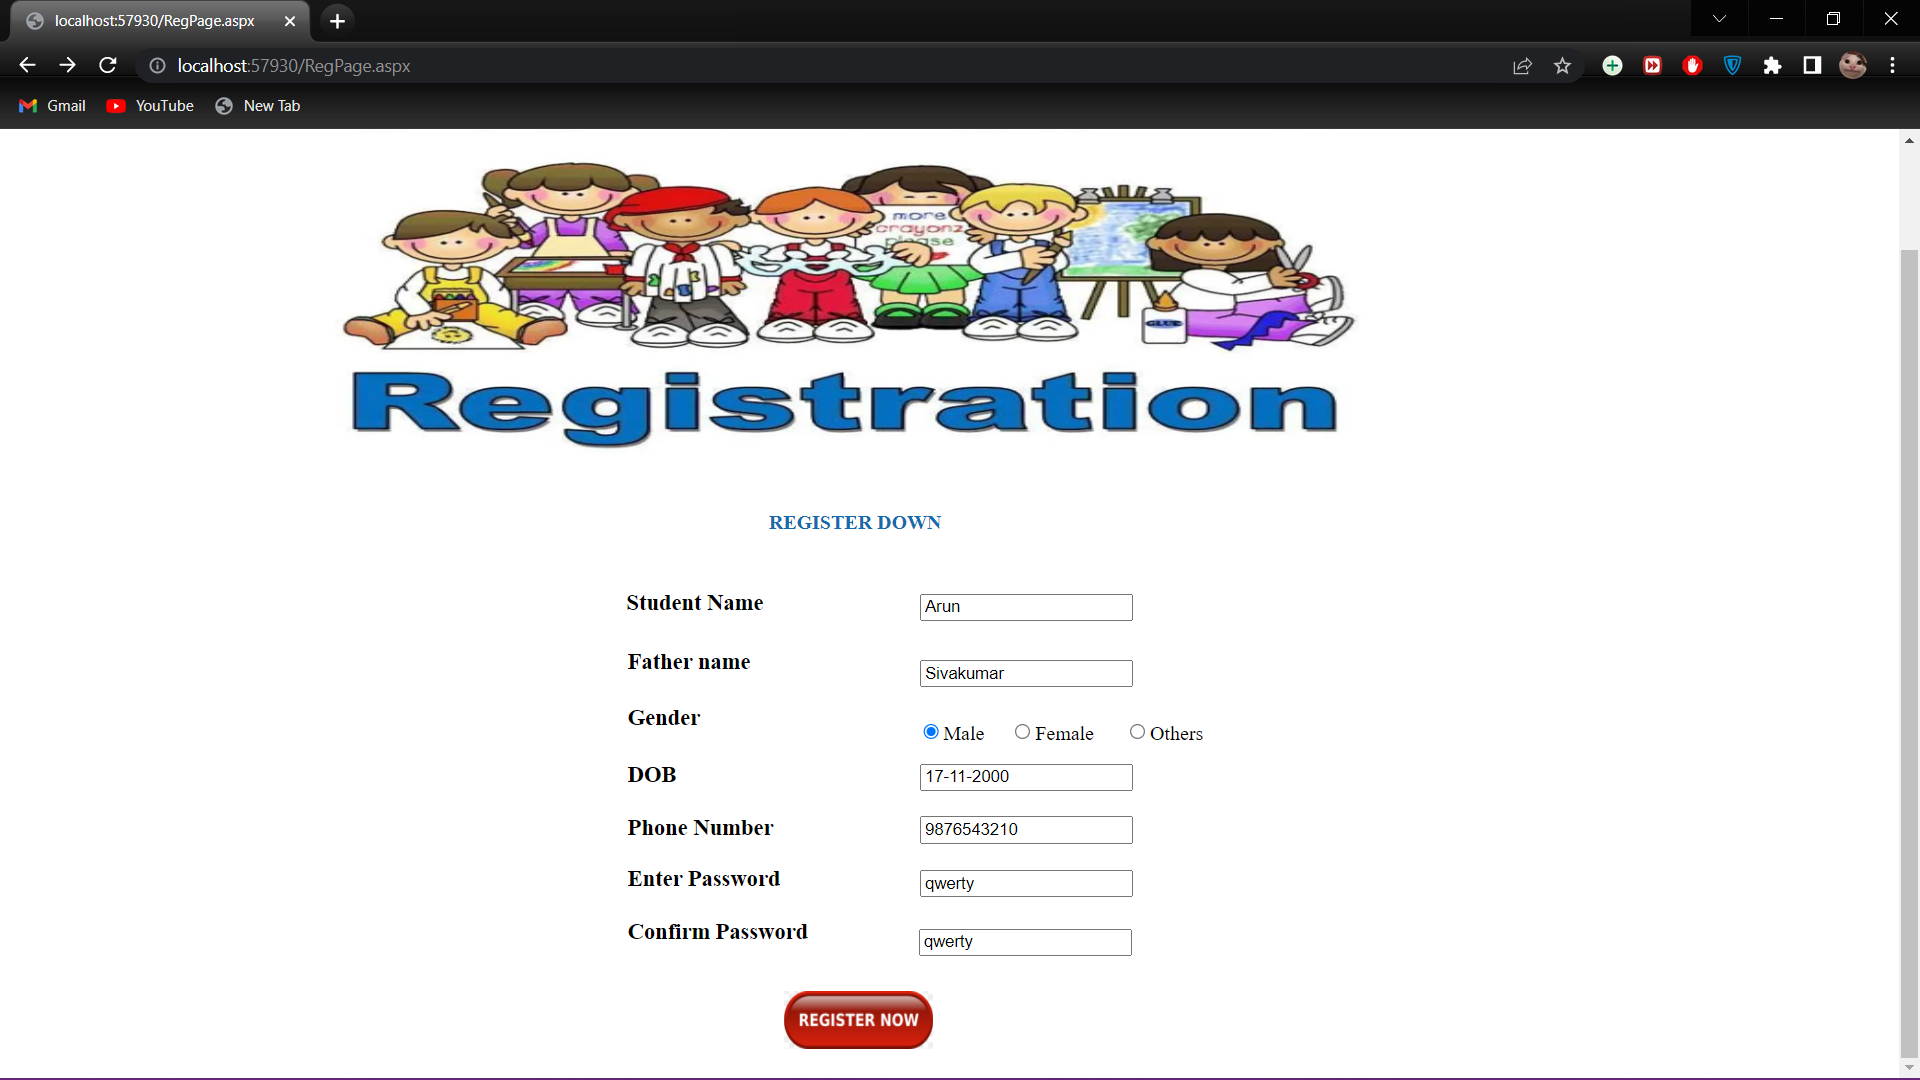 localhost:57930/RegPage.aspx
localhost:57930/RegPage.aspx
Gmail YouTube New Tab
more
crayonz
please
GLUE
Registration
REGISTER DOWN
Student Name Arun
Father name Sivakumar
Gender Male Female Others
DOB 17-11-2000
Phone Number 9876543210
Enter Password qwerty
Confirm Password qwerty
REGISTER NOW